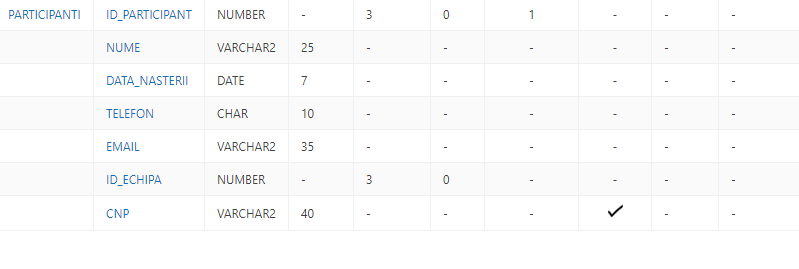 PARTICIPANTI ID_PARTICIPANT NUMBER - 3 0 1 - - -
NUME VARCHAR2 25 - - - - - -
DATA_NASTERII DATE 7 - - - - - -
TELEFON CHAR 10 - - - - - -
EMAIL VARCHAR2 35 - - - - - -
ID_ECHIPA NUMBER - 3 0 - - - -
CNP VARCHAR2 40 - - - ✓ - -